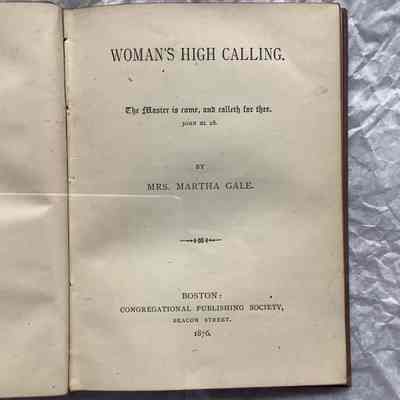 WOMAN'S HIGH CALLING.
The Master is come, and calleth for thee.
JOHN xi. 28.
BY
MRS. MARTHA GALE.
BOSTON:
CONGREGATIONAL PUBLISHING SOCIETY,
BEACON STREET.
1876.